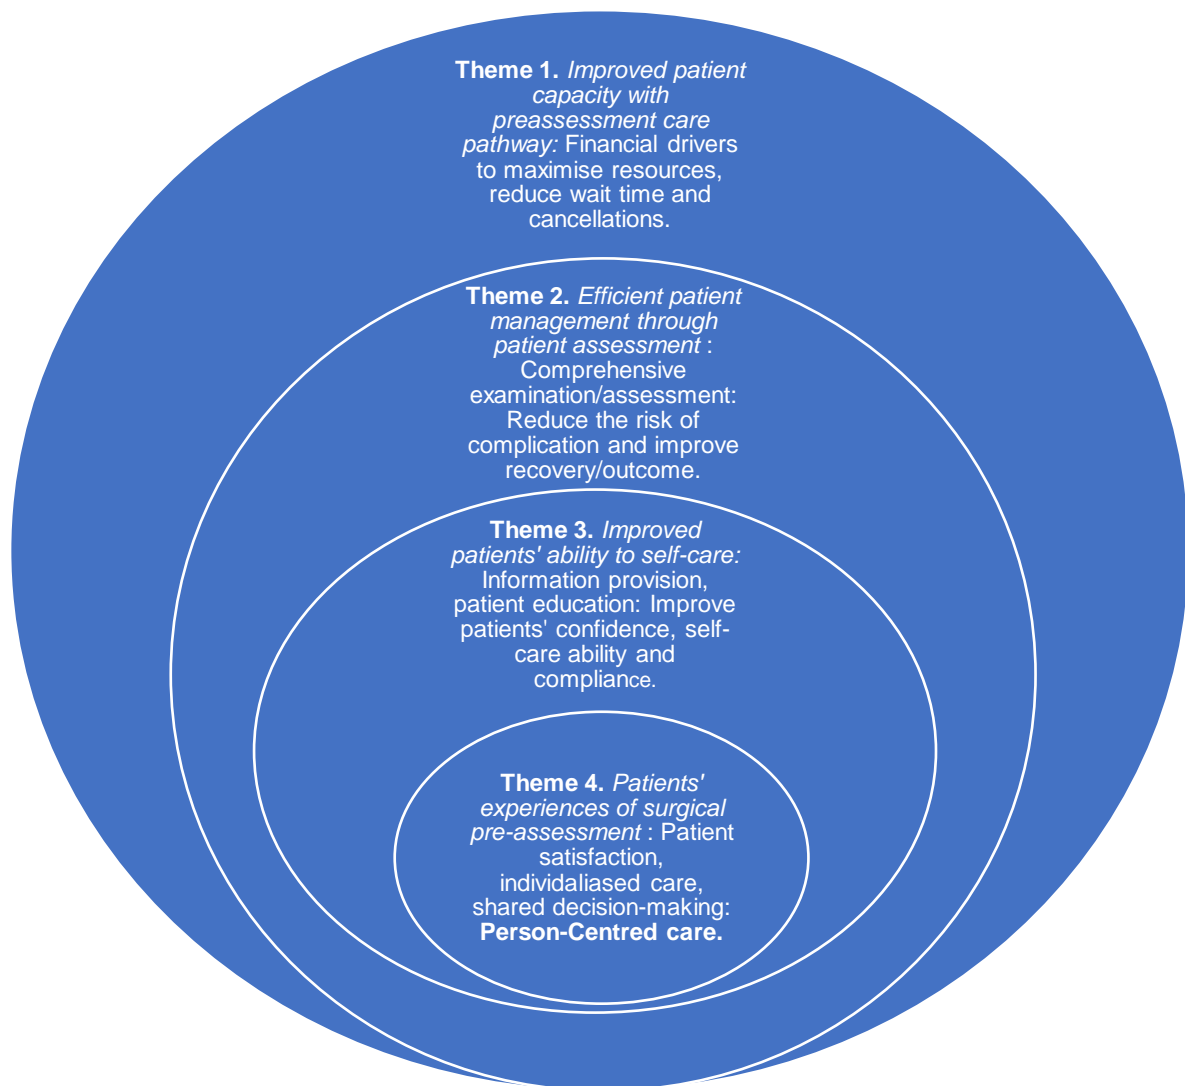 Theme 1. Improved patient
capacity with
preassessment care
pathway: Financial drivers
to maximise resources,
reduce wait time and
cancellations.
Theme 2. Efficient patient
management through
patient assessment :
Comprehensive
examination/assessment:
Reduce the risk of
complication and improve
recovery/outcome.
Theme 3. Improved
patients' ability to self-care:
Information provision,
patient education: Improve
patients' confidence, self-
care ability and
compliance.
Theme 4. Patients'
experiences of surgical
pre-assessment : Patient
satisfaction,
individaliased care,
shared decision-making:
Person-Centred care.